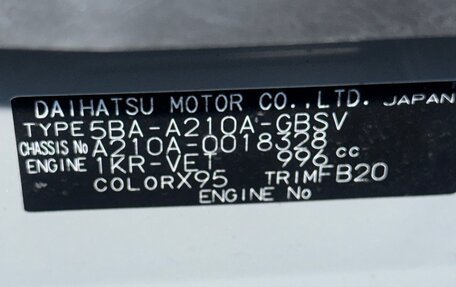 DAIHATSU MOTOR CO.,LTD. JAPAN
TYPE 5BA-A210A-GBSV
CHASSIS No A210A-0018328
ENGINE 1KR-VET 996 cc
COLOR X95 TRIM FB20
ENGINE No